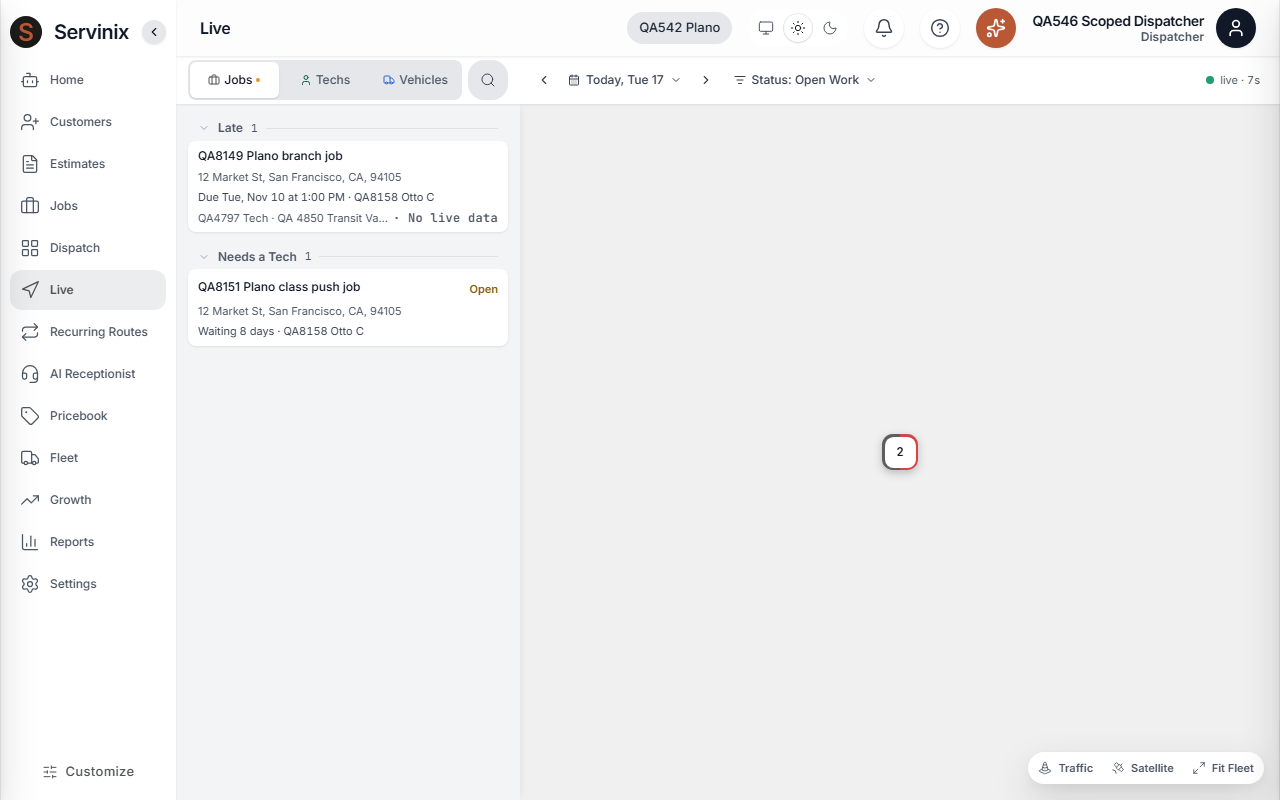 Servinix
Live
QA542 Plano
QA546 Scoped Dispatcher
Dispatcher
Home
Customers
Estimates
Jobs
Dispatch
Live
Recurring Routes
AI Receptionist
Pricebook
Fleet
Growth
Reports
Settings
Customize
Jobs
Techs
Vehicles
Today, Tue 17
Status: Open Work
live · 7s
Late 1
QA8149 Plano branch job
12 Market St, San Francisco, CA, 94105
Due Tue, Nov 10 at 1:00 PM · QA8158 Otto C
QA4797 Tech · QA 4850 Transit Va... · No live data
Needs a Tech 1
QA8151 Plano class push job
Open
12 Market St, San Francisco, CA, 94105
Waiting 8 days · QA8158 Otto C
2
Traffic
Satellite
Fit Fleet